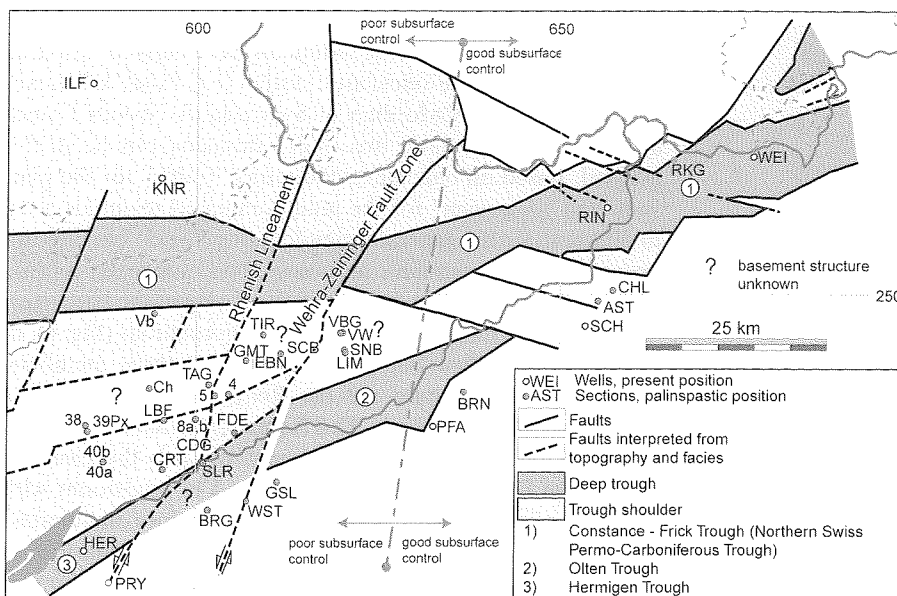 600
650
poor subsurface
control
good subsurface
control
ILF
KNR
Rhenish Lineament
Wehra-Zeininger Fault Zone
WEI
RKG
1
RIN
1
1
?
basement structure
unknown
CHL
250
AST
SCH
25 km
Vb
TIR
VBG
?
VW
?
GMT
EBN
SCB
SNB
LIM
TAG
2
?
Ch
5
4
BRN
LBF
38
39Px
8a,b
FDE
PFA
CDG
40b
40a
CRT
SLR
?
GSL
WST
BRG
HER
3
PRY
poor subsurface
control
good subsurface
control
WEI
Wells, present position
AST
Sections, palinspastic position
Faults
Faults interpreted from
topography and facies
Deep trough
Trough shoulder
1) Constance - Frick Trough (Northern Swiss
Permo-Carboniferous Trough)
2) Olten Trough
3) Hermigen Trough